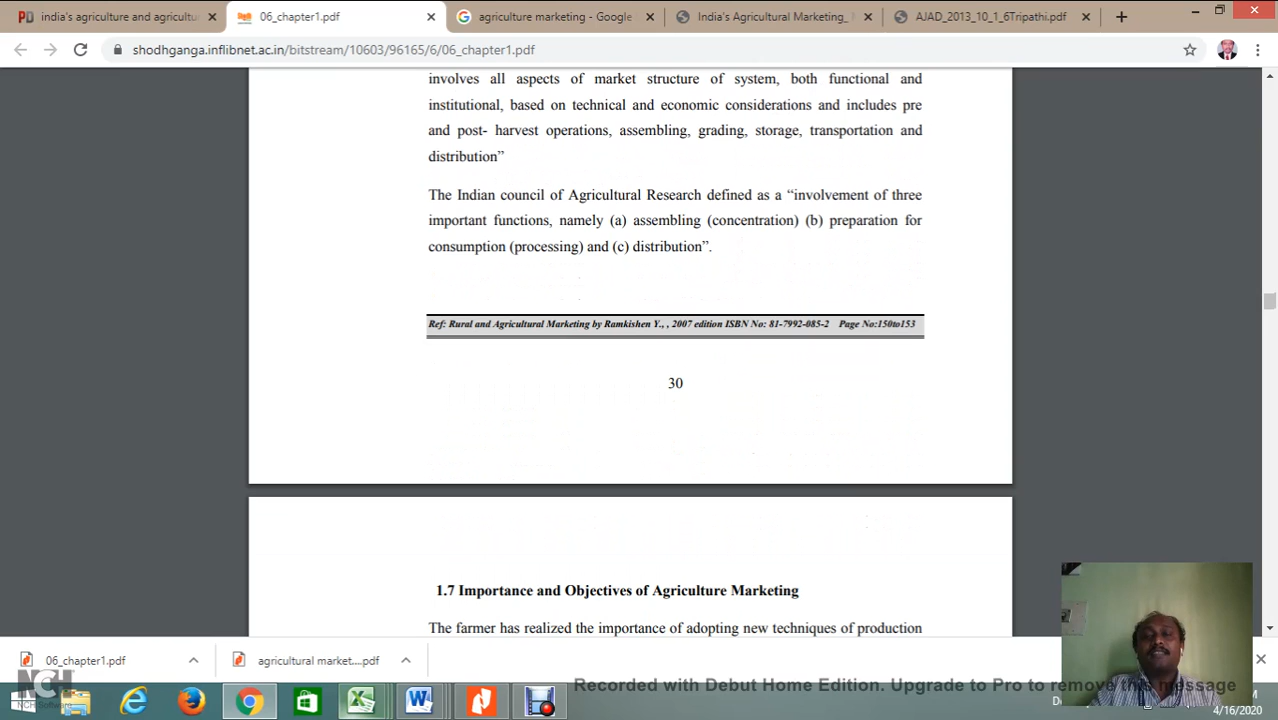 india's agriculture and agricultu
06_chapter1.pdf
agriculture marketing - Google
India's Agricultural Marketing_
AJAD_2013_10_1_6Tripathi.pdf
shodhganga.inflibnet.ac.in/bitstream/10603/96165/6/06_chapter1.pdf
involves all aspects of market structure of system, both functional and
institutional, based on technical and economic considerations and includes pre
and post- harvest operations, assembling, grading, storage, transportation and
distribution”
The Indian council of Agricultural Research defined as a “involvement of three
important functions, namely (a) assembling (concentration) (b) preparation for
consumption (processing) and (c) distribution”.
Ref: Rural and Agricultural Marketing by Ramkishen Y., , 2007 edition ISBN No: 81-7992-085-2 Page No:150to153
30
1.7 Importance and Objectives of Agriculture Marketing
The farmer has realized the importance of adopting new techniques of production
06_chapter1.pdf
agricultural market....pdf
NCH
NCH Software
Recorded with Debut Home Edition. Upgrade to Pro to remove this message
4/16/2020